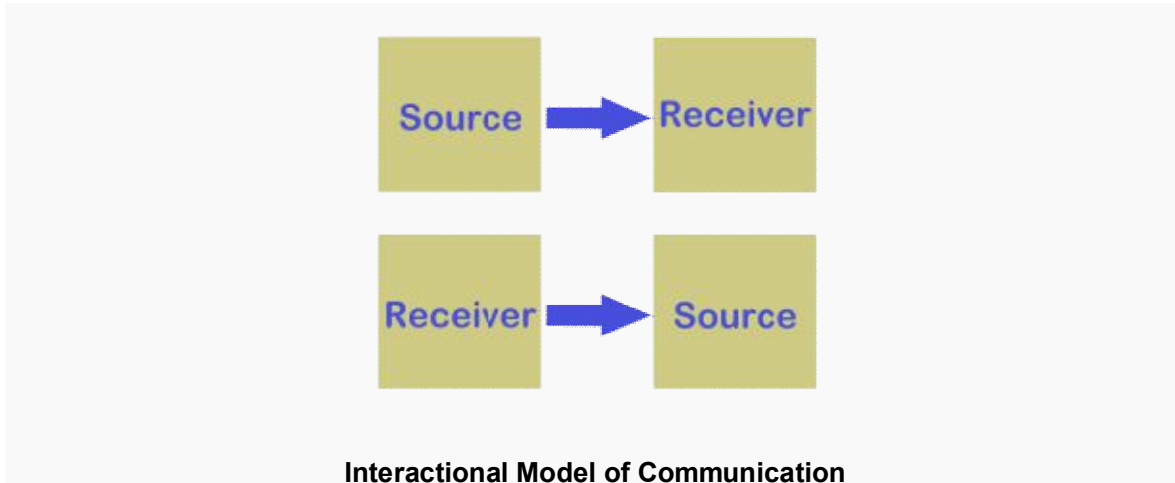 Source Receiver
Receiver Source
Interactional Model of Communication